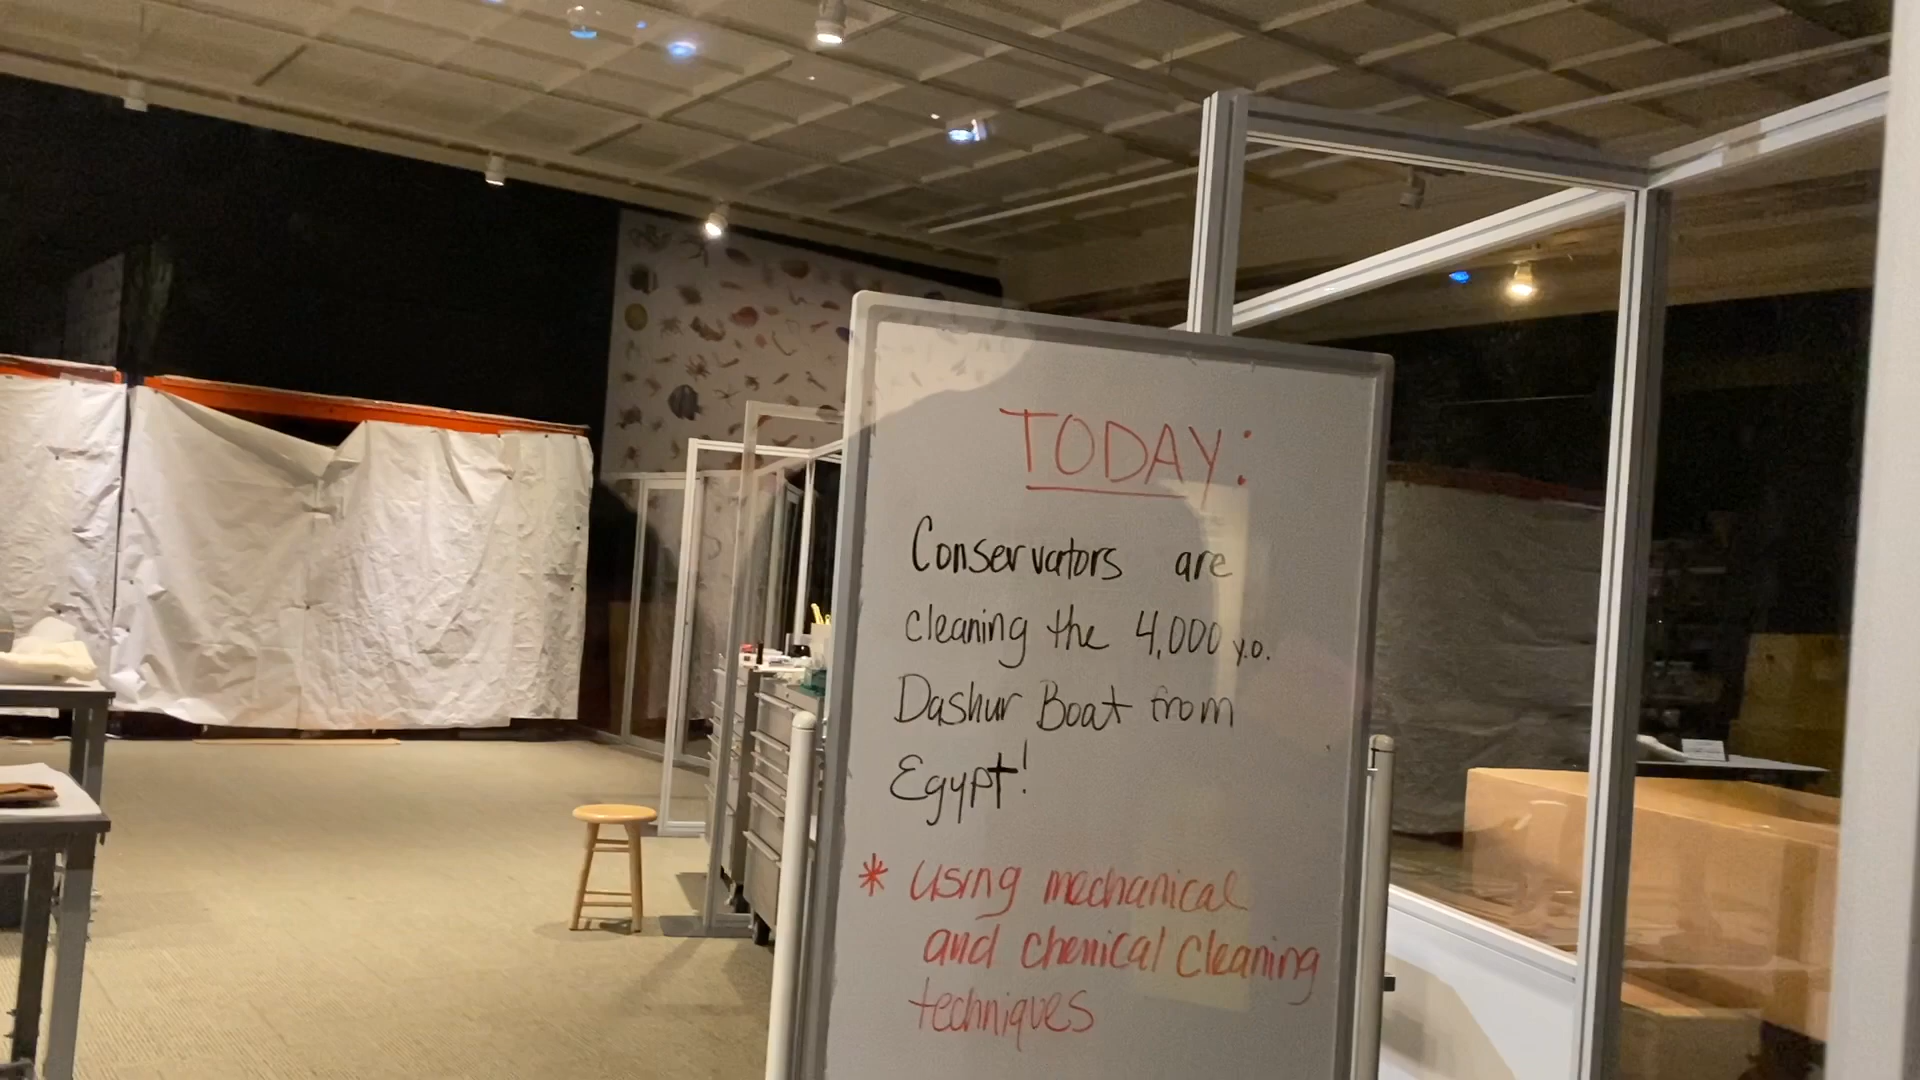 TODAY:
Conservators are
cleaning the 4,000 y.o.
Dashur Boat from
Egypt!
* using mechanical
and chemical cleaning
techniques